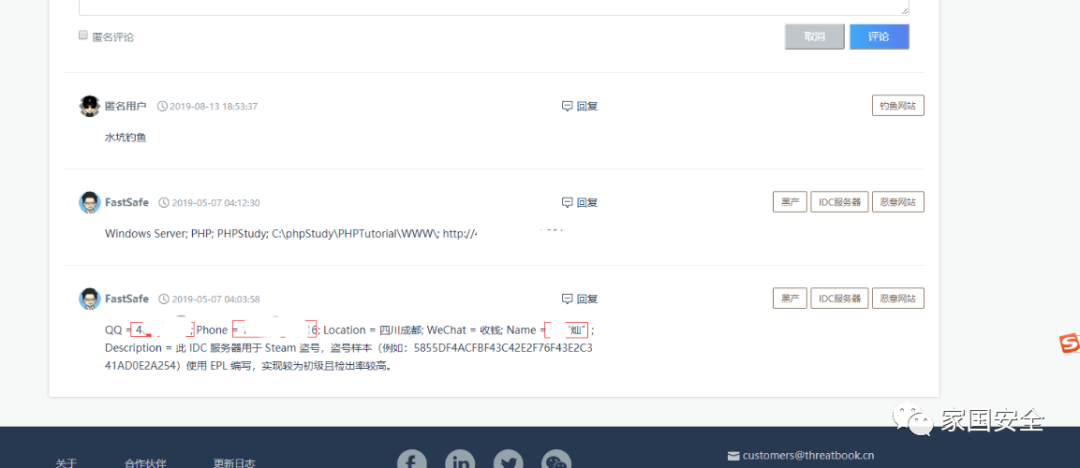 匿名评论
取消
评论
匿名用户 2019-08-13 18:53:37 回复 钓鱼网站
水坑钓鱼
FastSafe 2019-05-07 04:12:30 回复 黑产 IDC服务器 恶意网站
Windows Server; PHP; PHPStudy; C:\phpStudy\PHPTutorial\WWW\; http://4
FastSafe 2019-05-07 04:03:58 回复 黑产 IDC服务器 恶意网站
QQ = 4 ; Phone = 16; Location = 四川成都; WeChat = 收钱; Name = "灿" ;
Description = 此 IDC 服务器用于 Steam 盗号，盗号样本（例如：5855DF4ACFBF43C42E2F76F43E2C3
41AD0E2A254）使用 EPL 编写，实现较为初级且检出率较高。
家国安全
关于 合作伙伴 更新日志
customers@threatbook.cn